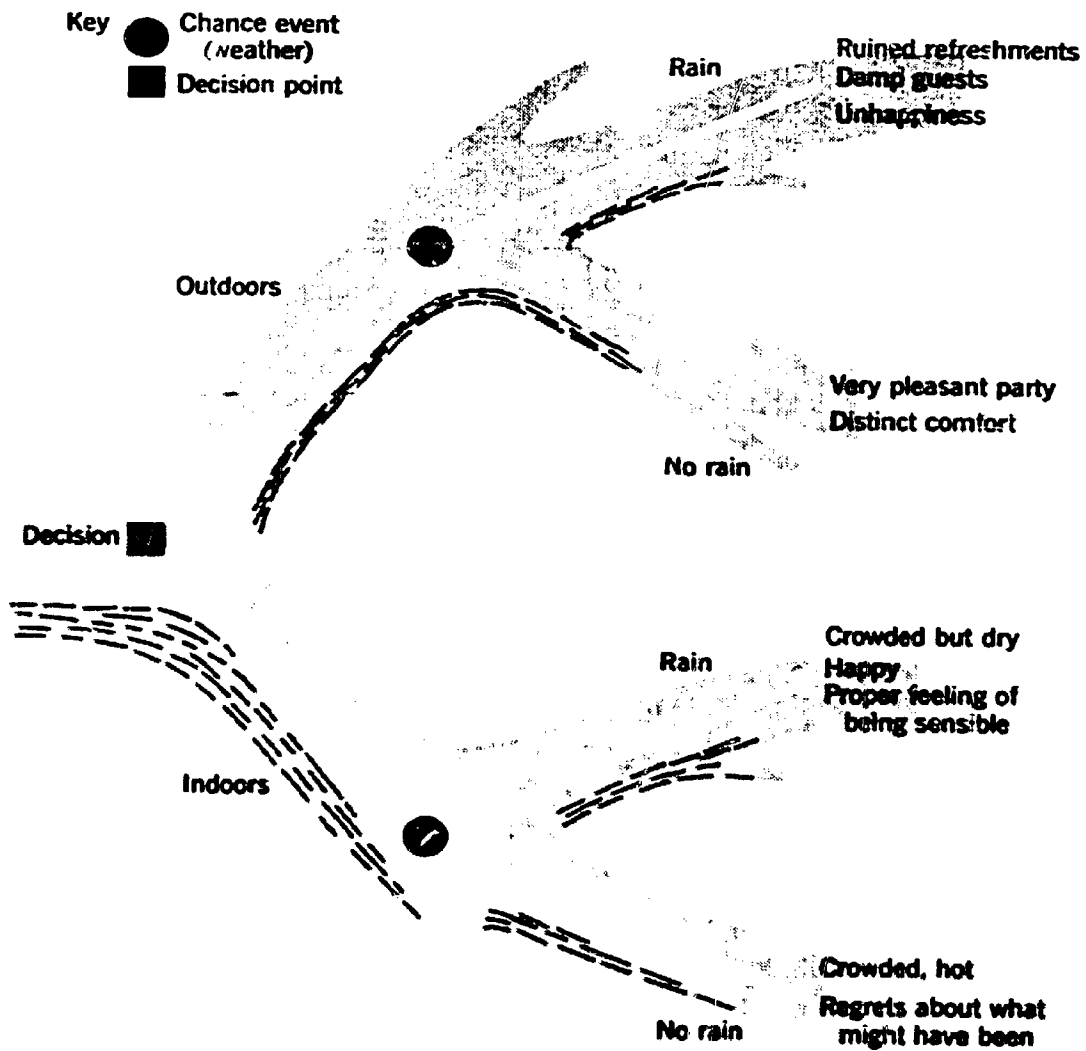 Key
Chance event
(weather)
Decision point
Rain
Ruined refreshments
Damp guests
Unhappiness
Outdoors
Very pleasant party
Distinct comfort
No rain
Decision
Rain
Crowded but dry
Happy
Proper feeling of
being sensible
Indoors
Crowded, hot
Regrets about what
might have been
No rain